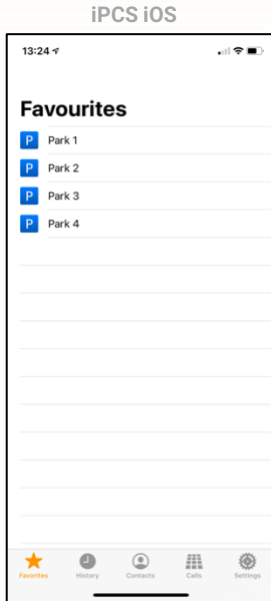 iPCS iOS
13:24
Favourites
P Park 1
P Park 2
P Park 3
P Park 4
Favorites History Contacts Calls Settings